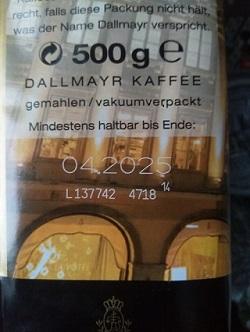 recht, falls diese Packung nicht hält,
was der Name Dallmayr verspricht.
500 g ℮
DALLMAYR KAFFEE
gemahlen/vakuumverpackt
Mindestens haltbar bis Ende:
04.2025
L137742 4718 14